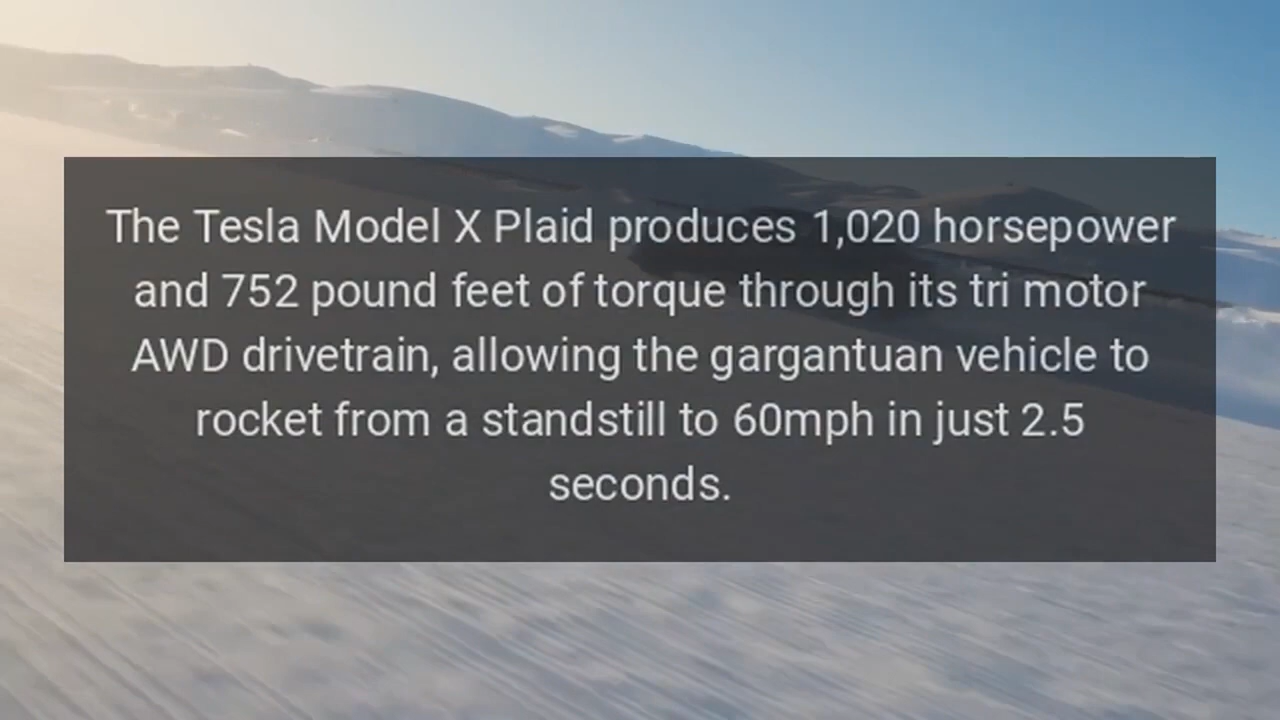 The Tesla Model X Plaid produces 1,020 horsepower
and 752 pound feet of torque through its tri motor
AWD drivetrain, allowing the gargantuan vehicle to
rocket from a standstill to 60mph in just 2.5
seconds.